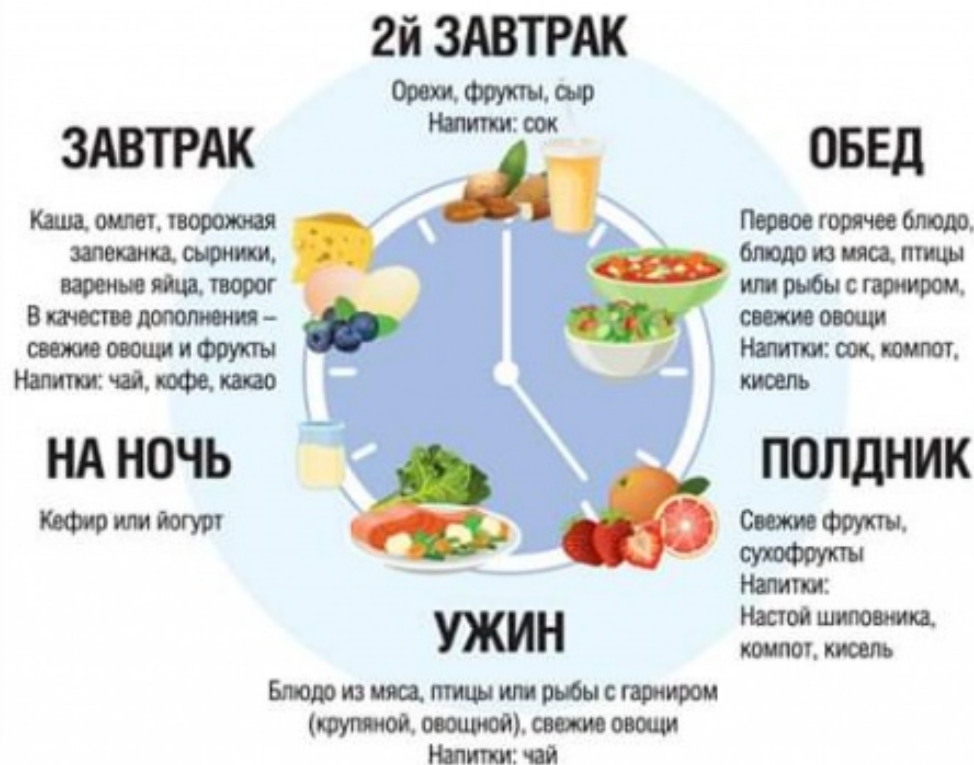 2й ЗАВТРАК
Орехи, фрукты, сыр
Напитки: сок
ЗАВТРАК
Каша, омлет, творожная
запеканка, сырники,
вареные яйца, творог
В качестве дополнения –
свежие овощи и фрукты
Напитки: чай, кофе, какао
ОБЕД
Первое горячее блюдо,
блюдо из мяса, птицы
или рыбы с гарниром,
свежие овощи
Напитки: сок, компот,
кисель
НА НОЧЬ
Кефир или йогурт
ПОЛДНИК
Свежие фрукты,
сухофрукты
Напитки:
Настой шиповника,
компот, кисель
УЖИН
Блюдо из мяса, птицы или рыбы с гарниром
(крупяной, овощной), свежие овощи
Напитки: чай